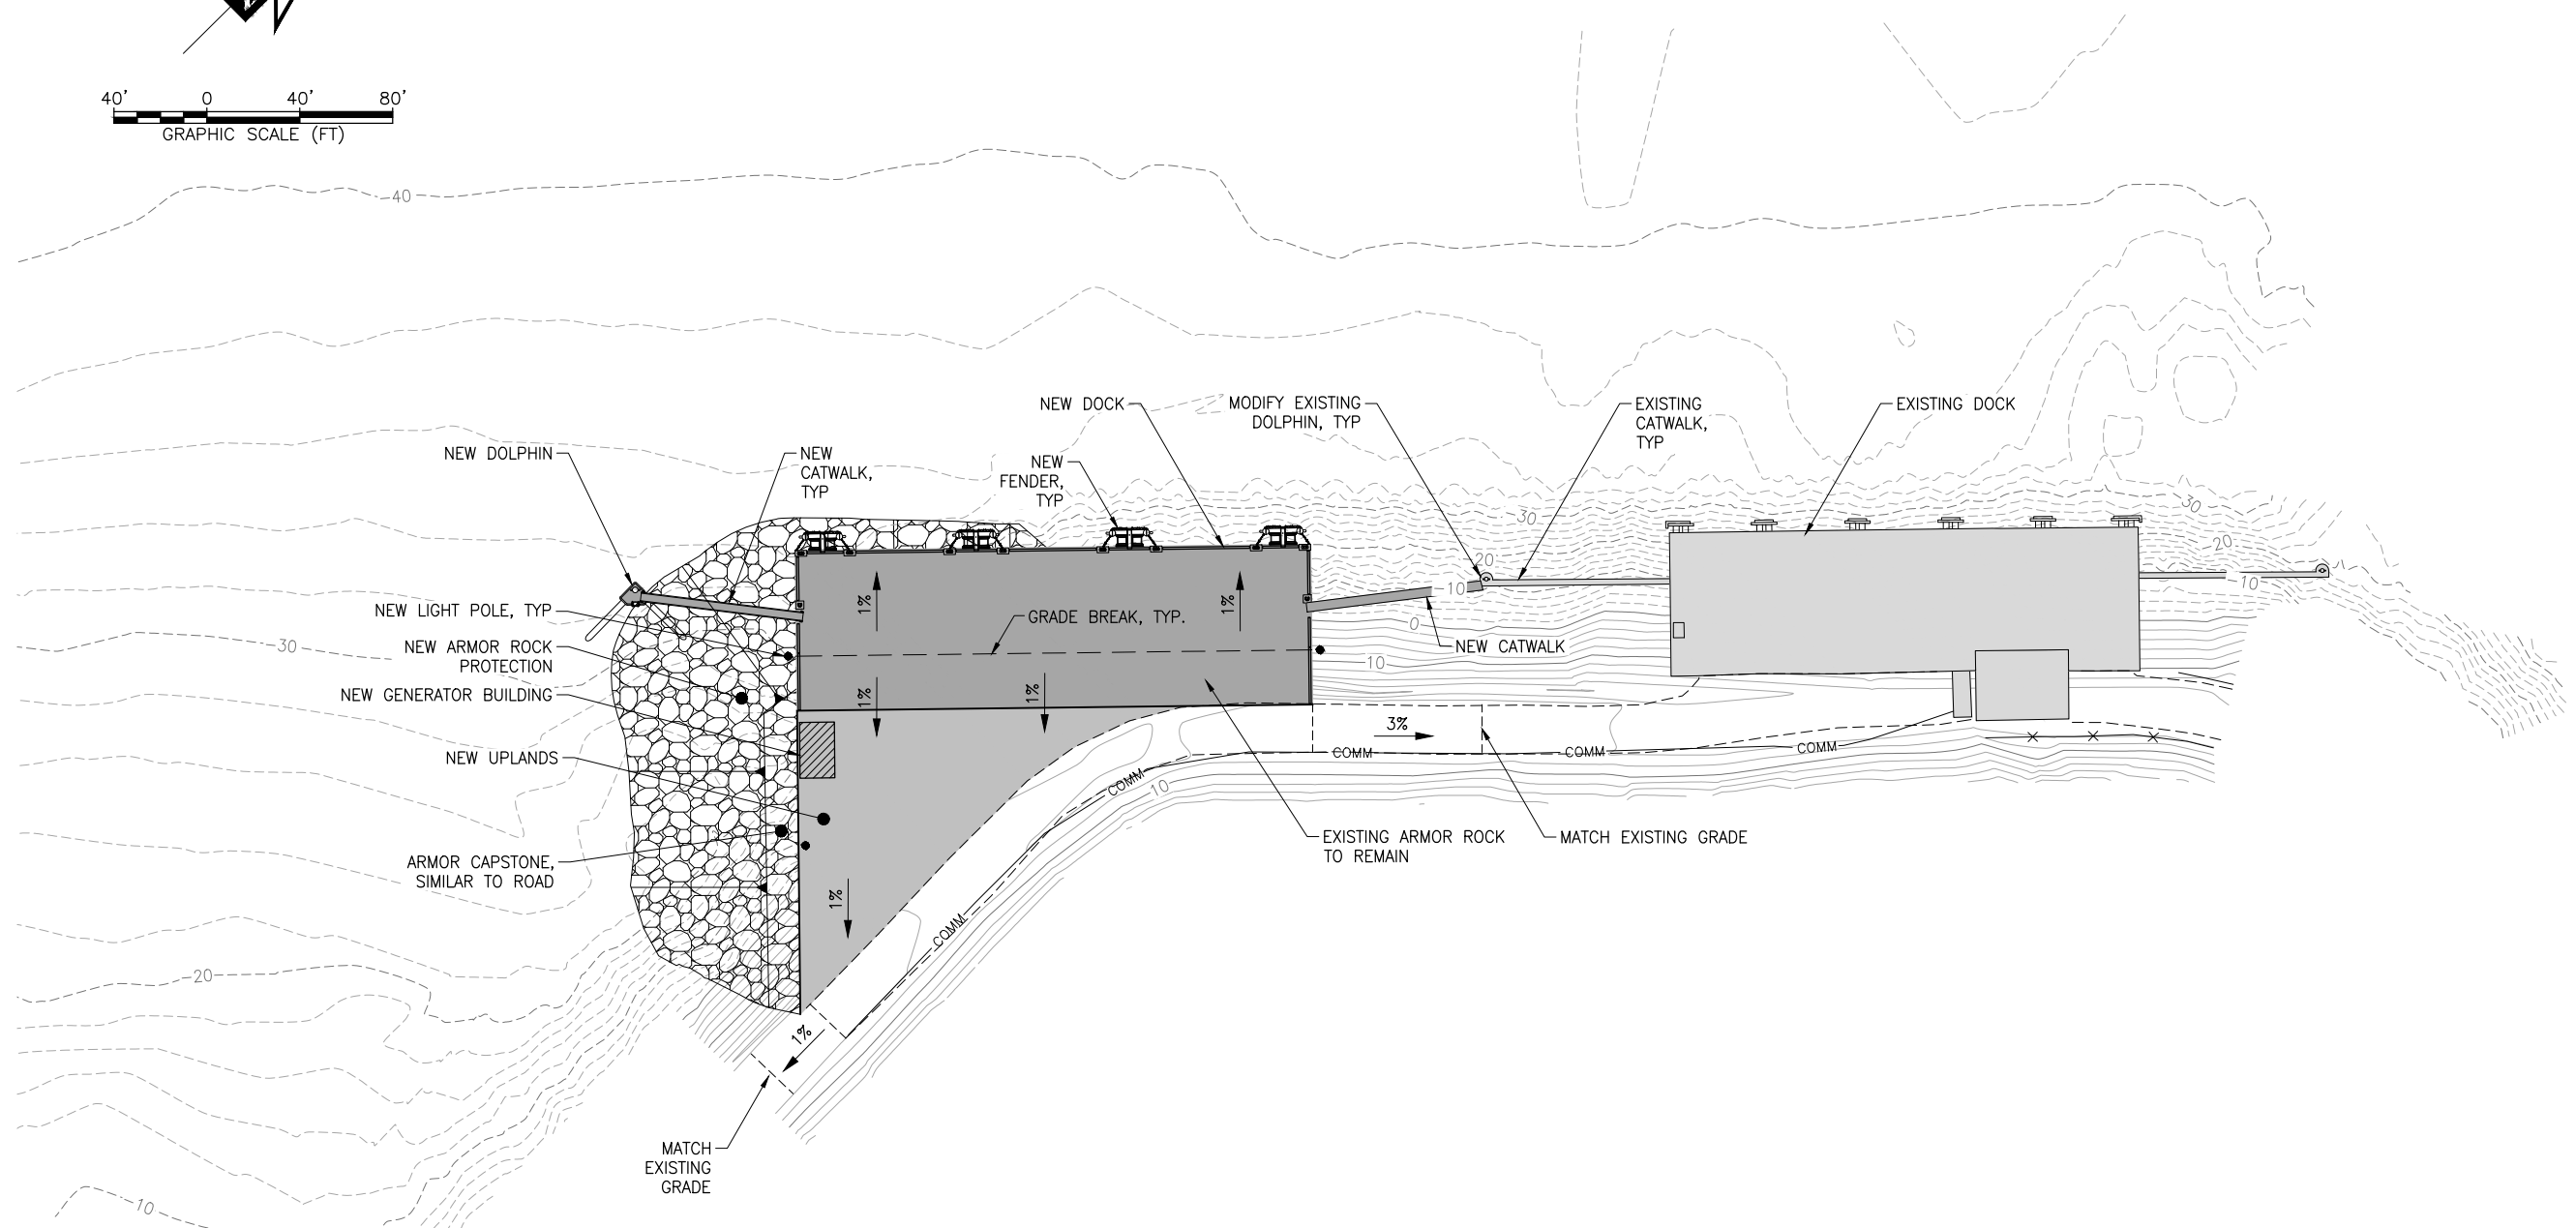 40' 0 40' 80'
GRAPHIC SCALE (FT)
40
NEW DOCK
MODIFY EXISTING
DOLPHIN, TYP
EXISTING
CATWALK,
TYP
EXISTING DOCK
NEW DOLPHIN
NEW
CATWALK,
TYP
NEW
FENDER,
TYP
30
30
20
20
10
10
0
10
NEW LIGHT POLE, TYP
1%
1%
GRADE BREAK, TYP.
30
NEW ARMOR ROCK
PROTECTION
NEW CATWALK
NEW GENERATOR BUILDING
1%
1%
3%
NEW UPLANDS
COMM
COMM
COMM
COMM
10
EXISTING ARMOR ROCK
TO REMAIN
MATCH EXISTING GRADE
ARMOR CAPSTONE,
SIMILAR TO ROAD
1%
COMM
20
1%
MATCH
EXISTING
GRADE
10